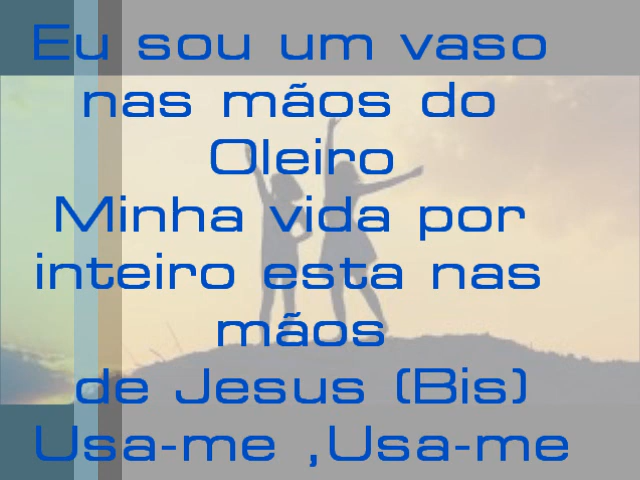 Eu sou um vaso
nas mãos do
Oleiro
Minha vida por
inteiro esta nas
mãos
de Jesus (Bis)
Usa-me ,Usa-me